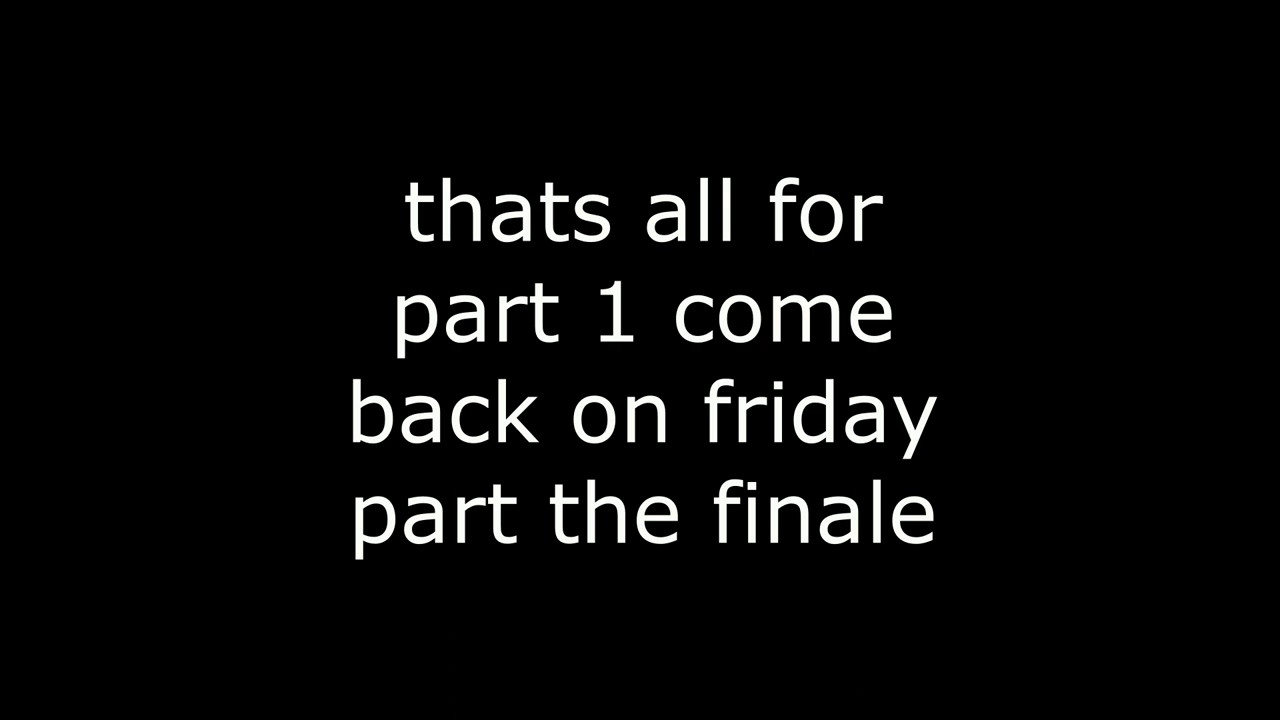 thats all for
part 1 come
back on friday
part the finale